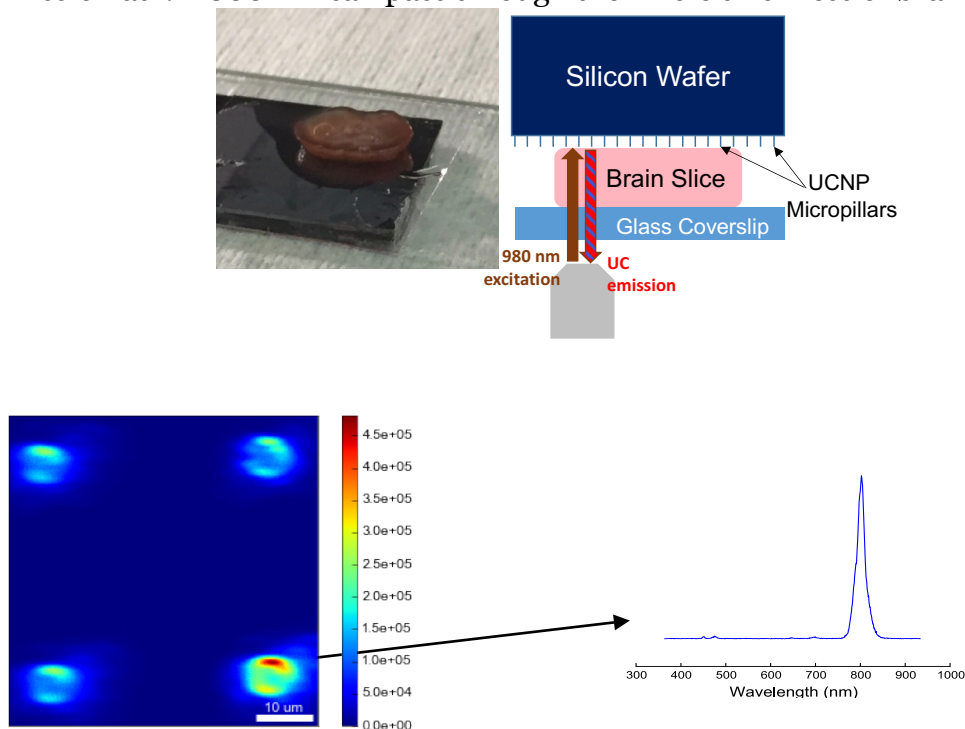 Silicon Wafer
Brain Slice
UCNP
Micropillars
Glass Coverslip
980 nm
excitation
UC
emission
4.5e+05
4.0e+05
3.5e+05
3.0e+05
2.5e+05
2.0e+05
1.5e+05
1.0e+05
5.0e+04
0.0e+00
10 um
300 400 500 600 700 800 900 1000
Wavelength (nm)